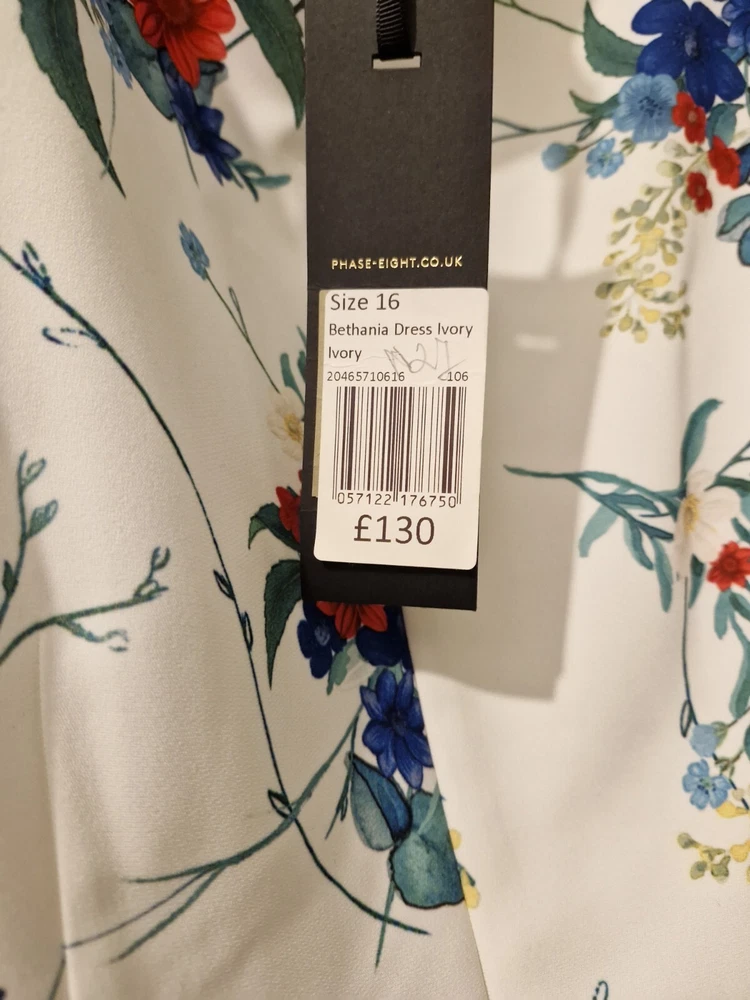 PHASE-EIGHT.CO.UK
Size 16
Bethania Dress Ivory
Ivory
20465710616 106
057122 176750
£130